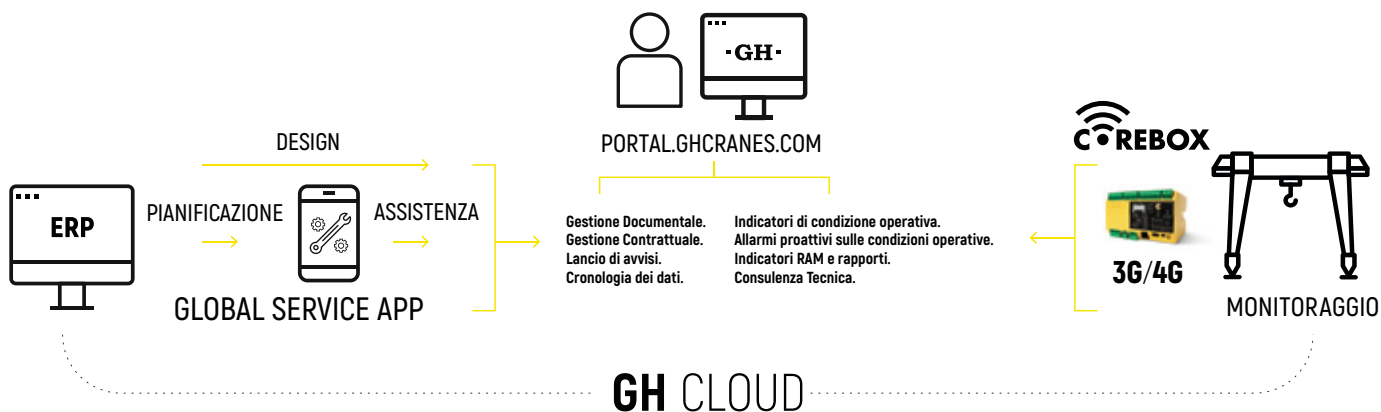 ·GH·
PORTAL.GHCRANES.COM
DESIGN
ERP
PIANIFICAZIONE
ASSISTENZA
GLOBAL SERVICE APP
Gestione Documentale.
Gestione Contrattuale.
Lancio di avvisi.
Cronologia dei dati.
Indicatori di condizione operativa.
Allarmi proattivi sulle condizioni operative.
Indicatori RAM e rapporti.
Consulenza Tecnica.
COREBOX
3G/4G
MONITORAGGIO
GH CLOUD